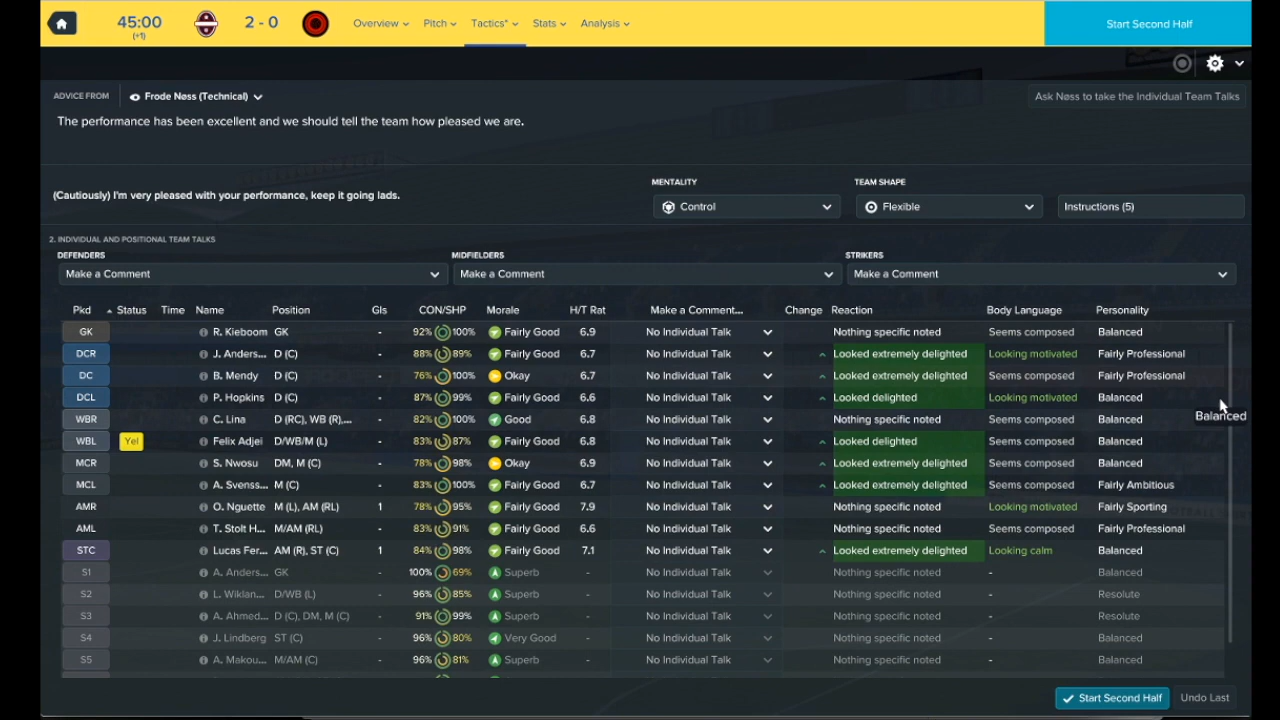 45:00 2 - 0 Overview Pitch Tactics* Stats Analysis Start Second Half
(+1)
ADVICE FROM Frode Nøss (Technical) Ask Nøss to take the Individual Team Talks
The performance has been excellent and we should tell the team how pleased we are.
MENTALITY TEAM SHAPE
(Cautiously) I'm very pleased with your performance, keep it going lads.
Control Flexible Instructions (5)
2. INDIVIDUAL AND POSITIONAL TEAM TALKS
DEFENDERS MIDFIELDERS STRIKERS
Make a Comment Make a Comment Make a Comment
Pkd Status Time Name Position Gls CON/SHP Morale H/T Rat Make a Comment... Change Reaction Body Language Personality
GK R. Kieboom GK - 92% 100% Fairly Good 6.9 No Individual Talk Nothing specific noted Seems composed Balanced
DCR J. Anders... D (C) - 88% 89% Fairly Good 6.7 No Individual Talk Looked extremely delighted Looking motivated Fairly Professional
DC B. Mendy D (C) - 76% 100% Okay 6.7 No Individual Talk Looked extremely delighted Seems composed Fairly Professional
DCL P. Hopkins D (C) - 87% 99% Fairly Good 6.6 No Individual Talk Looked delighted Looking motivated Balanced
WBR C. Lina D (RC), WB (R),... - 82% 100% Good 6.8 No Individual Talk Nothing specific noted Seems composed Balanced
Balanced
WBL Yel Felix Adjei D/WB/M (L) - 83% 87% Fairly Good 6.8 No Individual Talk Looked delighted Seems composed Balanced
MCR S. Nwosu DM, M (C) - 78% 98% Okay 6.9 No Individual Talk Looked extremely delighted Seems composed Balanced
MCL A. Svenss... M (C) - 83% 100% Fairly Good 6.7 No Individual Talk Looked extremely delighted Seems composed Fairly Ambitious
AMR O. Nguette M (L), AM (RL) 1 78% 95% Fairly Good 7.9 No Individual Talk Nothing specific noted Looking motivated Fairly Sporting
AML T. Stolt H... M/AM (RL) - 83% 91% Fairly Good 6.6 No Individual Talk Nothing specific noted Seems composed Fairly Professional
STC Lucas Fer... AM (R), ST (C) 1 84% 98% Fairly Good 7.1 No Individual Talk Looked extremely delighted Looking calm Balanced
S1 A. Anders... GK - 100% 69% Superb - No Individual Talk Nothing specific noted - Balanced
S2 L. Wiklan... D/WB (L) - 96% 85% Superb - No Individual Talk Nothing specific noted - Resolute
S3 A. Ahmed... D (C), DM, M (C) - 91% 99% Superb - No Individual Talk Nothing specific noted - Resolute
S4 J. Lindberg ST (C) - 96% 80% Very Good - No Individual Talk Nothing specific noted - Balanced
S5 A. Makou... M/AM (C) - 96% 81% Superb - No Individual Talk Nothing specific noted - Balanced
Start Second Half Undo Last